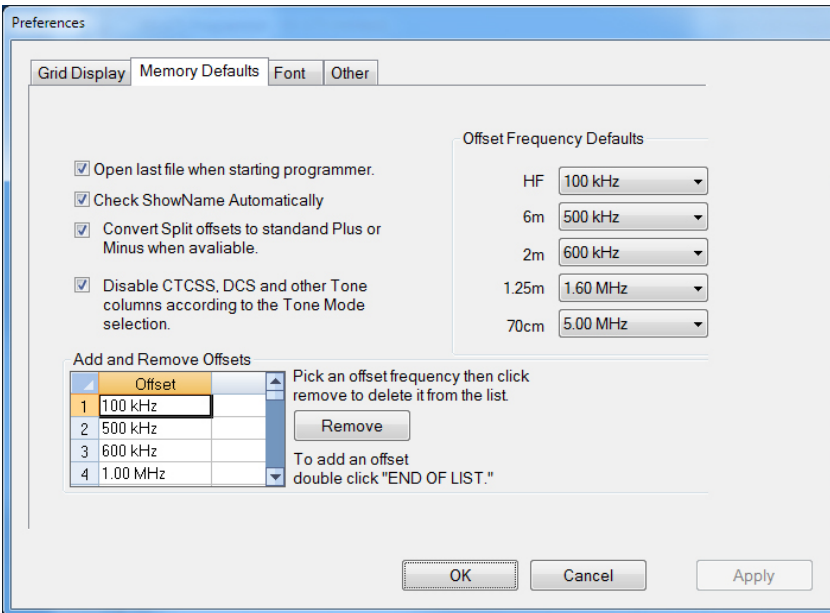 Preferences
Grid Display Memory Defaults Font Other
Open last file when starting programmer.
Check ShowName Automatically
Convert Split offsets to standand Plus or
Minus when avaliable.
Disable CTCSS, DCS and other Tone
columns according to the Tone Mode
selection.
Offset Frequency Defaults
HF 100 kHz
6m 500 kHz
2m 600 kHz
1.25m 1.60 MHz
70cm 5.00 MHz
Add and Remove Offsets
Offset
1 100 kHz
2 500 kHz
3 600 kHz
4 1.00 MHz
Pick an offset frequency then click
remove to delete it from the list.
Remove
To add an offset
double click "END OF LIST."
OK Cancel Apply